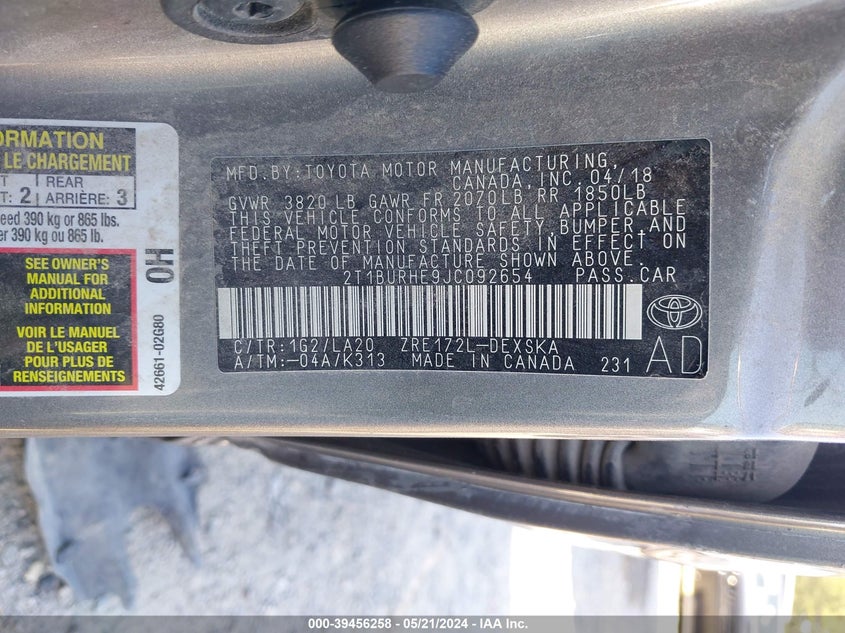 ORMATION
LE CHARGEMENT
T REAR
T: 2 ARRIÈRE: 3
eed 390 kg or 865 lbs.
er 390 kg ou 865 lb.
SEE OWNER'S
MANUAL FOR
ADDITIONAL
INFORMATION
VOIR LE MANUEL
DE L'USAGER
POUR PLUS DE
RENSEIGNEMENTS
0H
42661-02G80
MFD.BY:TOYOTA MOTOR MANUFACTURING,
CANADA, INC. 04/18
GVWR 3820 LB GAWR FR 2070LB RR 1850LB
THIS VEHICLE CONFORMS TO ALL APPLICABLE
FEDERAL MOTOR VEHICLE SAFETY, BUMPER, AND
THEFT PREVENTION STANDARDS IN EFFECT ON
THE DATE OF MANUFACTURE SHOWN ABOVE.
2T1BURHE9JC092654 PASS.CAR
C/TR:1G2/LA20 ZRE172L-DEXSKA
A/TM:-04A/K313 MADE IN CANADA 231
AD
000-39456258 - 05/21/2024 - IAA Inc.